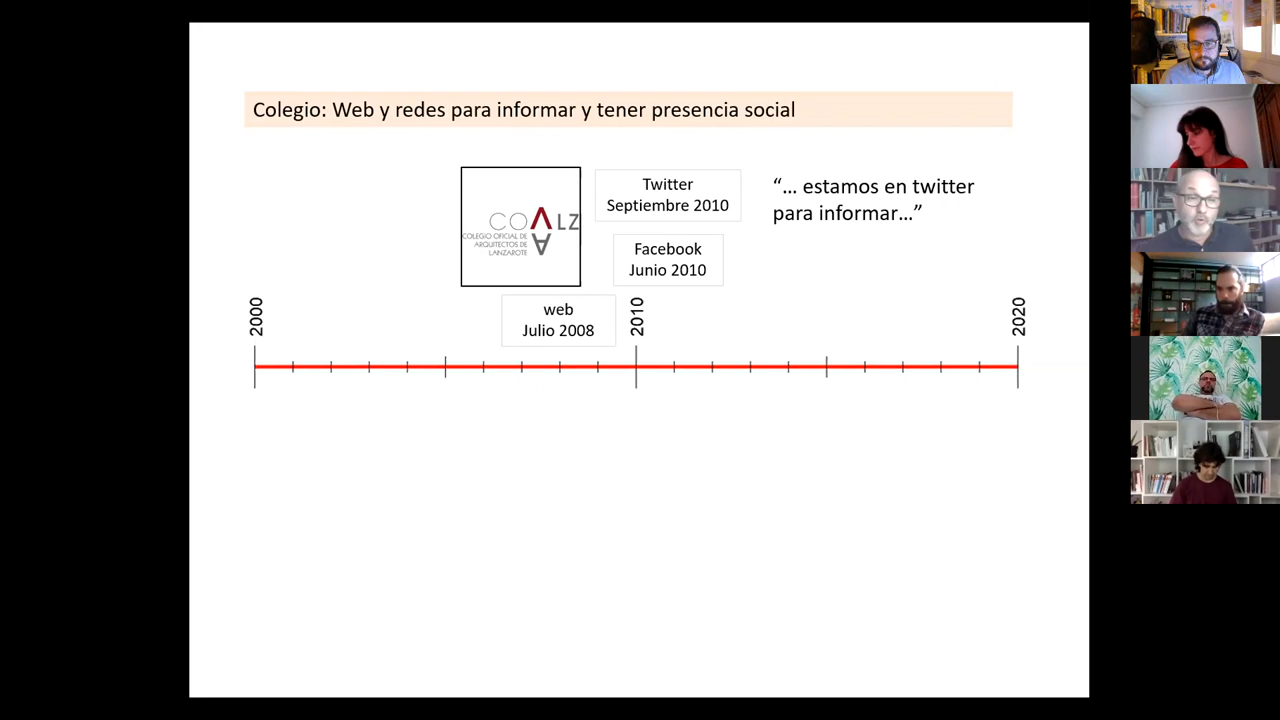 Colegio: Web y redes para informar y tener presencia social
COALZ
COLEGIO OFICIAL DE
ARQUITECTOS DE
LANZAROTE
Twitter
Septiembre 2010
“... estamos en twitter
para informar...”
Facebook
Junio 2010
web
Julio 2008
2000
2010
2020